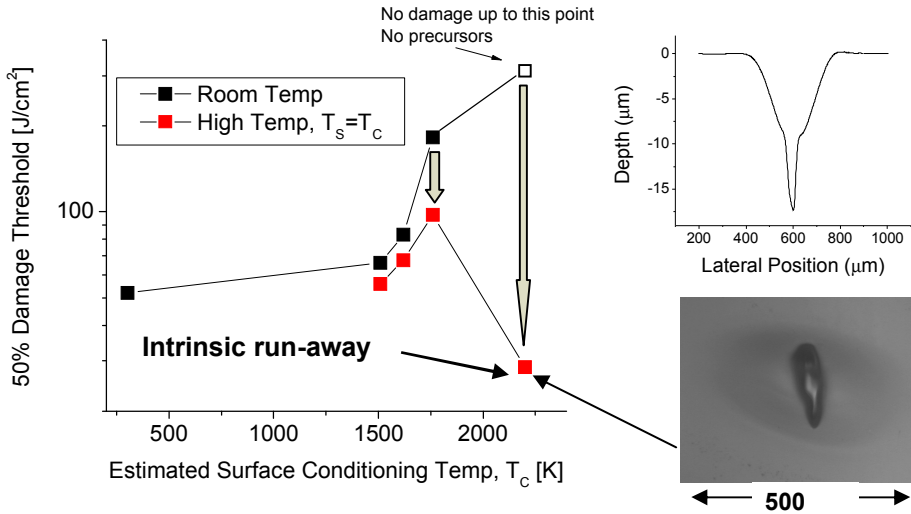 No damage up to this point
No precursors
Room Temp
High Temp, T_S=T_C
50% Damage Threshold [J/cm²]
100
Intrinsic run-away
500
1000
1500
2000
Estimated Surface Conditioning Temp, T_C [K]
0
-5
-10
-15
Depth (μm)
200
400
600
800
1000
Lateral Position (μm)
500